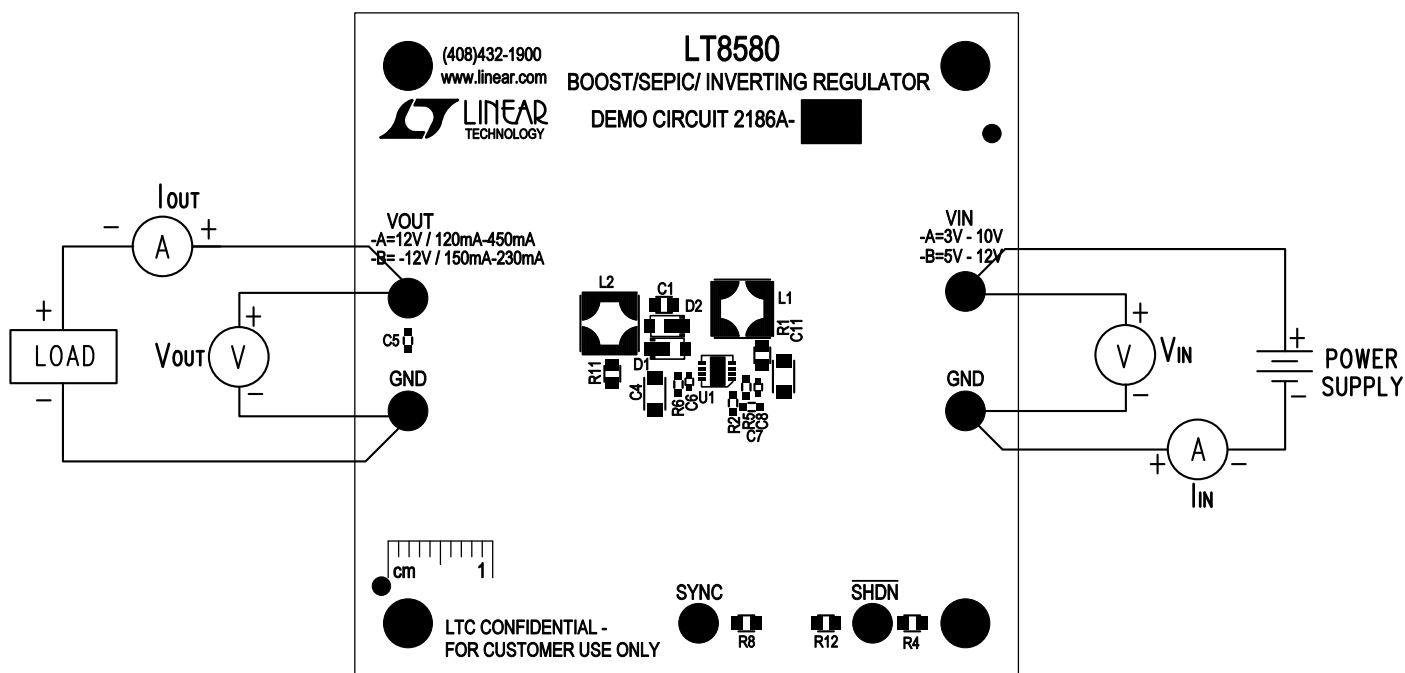 (408)432-1900
www.linear.com
LINEAR
TECHNOLOGY
LT8580
BOOST/SEPIC/ INVERTING REGULATOR
DEMO CIRCUIT 2186A-
IOUT
- A +
VOUT
-A=12V / 120mA-450mA
-B= -12V / 150mA-230mA
VIN
-A=3V - 10V
-B=5V - 12V
+
LOAD
-
+
VOUT V
-
C5
GND
L2
C1
D2
L1
R1
C11
D1
R11
C4
R6
C6
U1
R2
R5
C8
C7
GND
+
V VIN
-
+
POWER
SUPPLY
-
+ A -
IIN
cm 1
SYNC
SHDN
R8
R12
R4
LTC CONFIDENTIAL -
FOR CUSTOMER USE ONLY